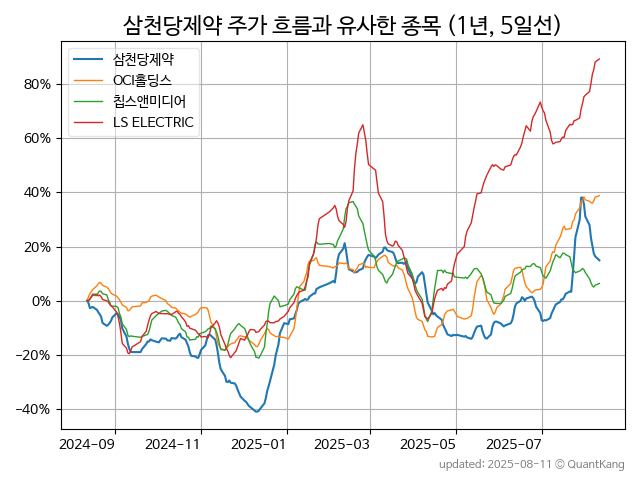 삼천당제약 주가 흐름과 유사한 종목 (1년, 5일선)
삼천당제약
OCI홀딩스
칩스앤미디어
LS ELECTRIC
80%
60%
40%
20%
0%
−20%
−40%
2024-09
2024-11
2025-01
2025-03
2025-05
2025-07
updated: 2025-08-11 © QuantKang